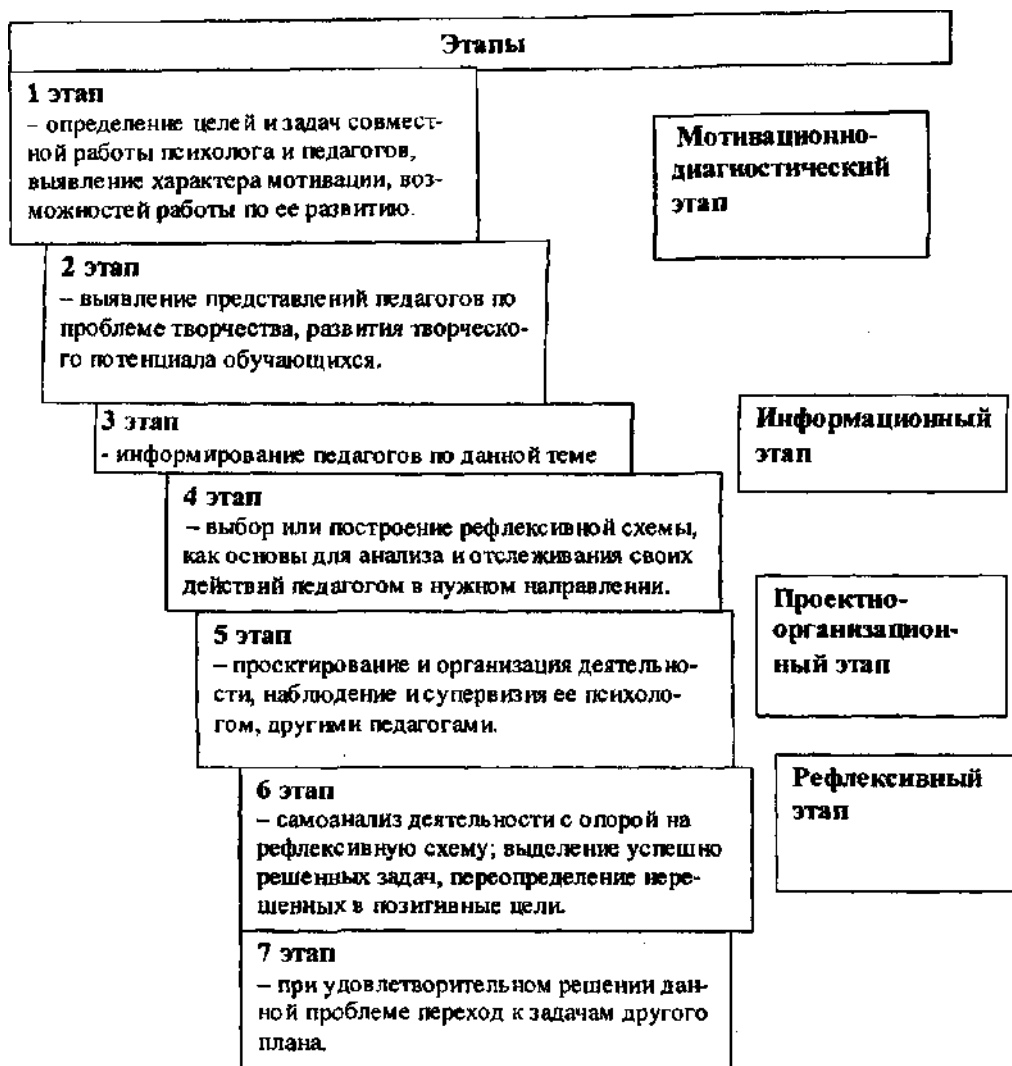 Этапы
1 этап
– определение целей и задач совмест-
ной работы психолога и педагогов,
выявление характера мотивации, воз-
можностей работы по ее развитию.
Мотивационно-
диагностический
этап
2 этап
– выявление представлений педагогов по
проблеме творчества, развития творческо-
го потенциала обучающихся.
3 этап
- информирование педагогов по данной теме
Информационный
этап
4 этап
– выбор или построение рефлексивной схемы,
как основы для анализа и отслеживания своих
действий педагогом в нужном направлении.
Проектно-
организацион-
ный этап
5 этап
– проектирование и организация деятельно-
сти, наблюдение и супервизия ее психоло-
гом, другими педагогами.
Рефлексивный
этап
6 этап
– самоанализ деятельности с опорой на
рефлексивную схему; выделение успешно
решенных задач, переопределение нере-
шенных в позитивные цели.
7 этап
– при удовлетворительном решении дан-
ной проблеме переход к задачам другого
плана.